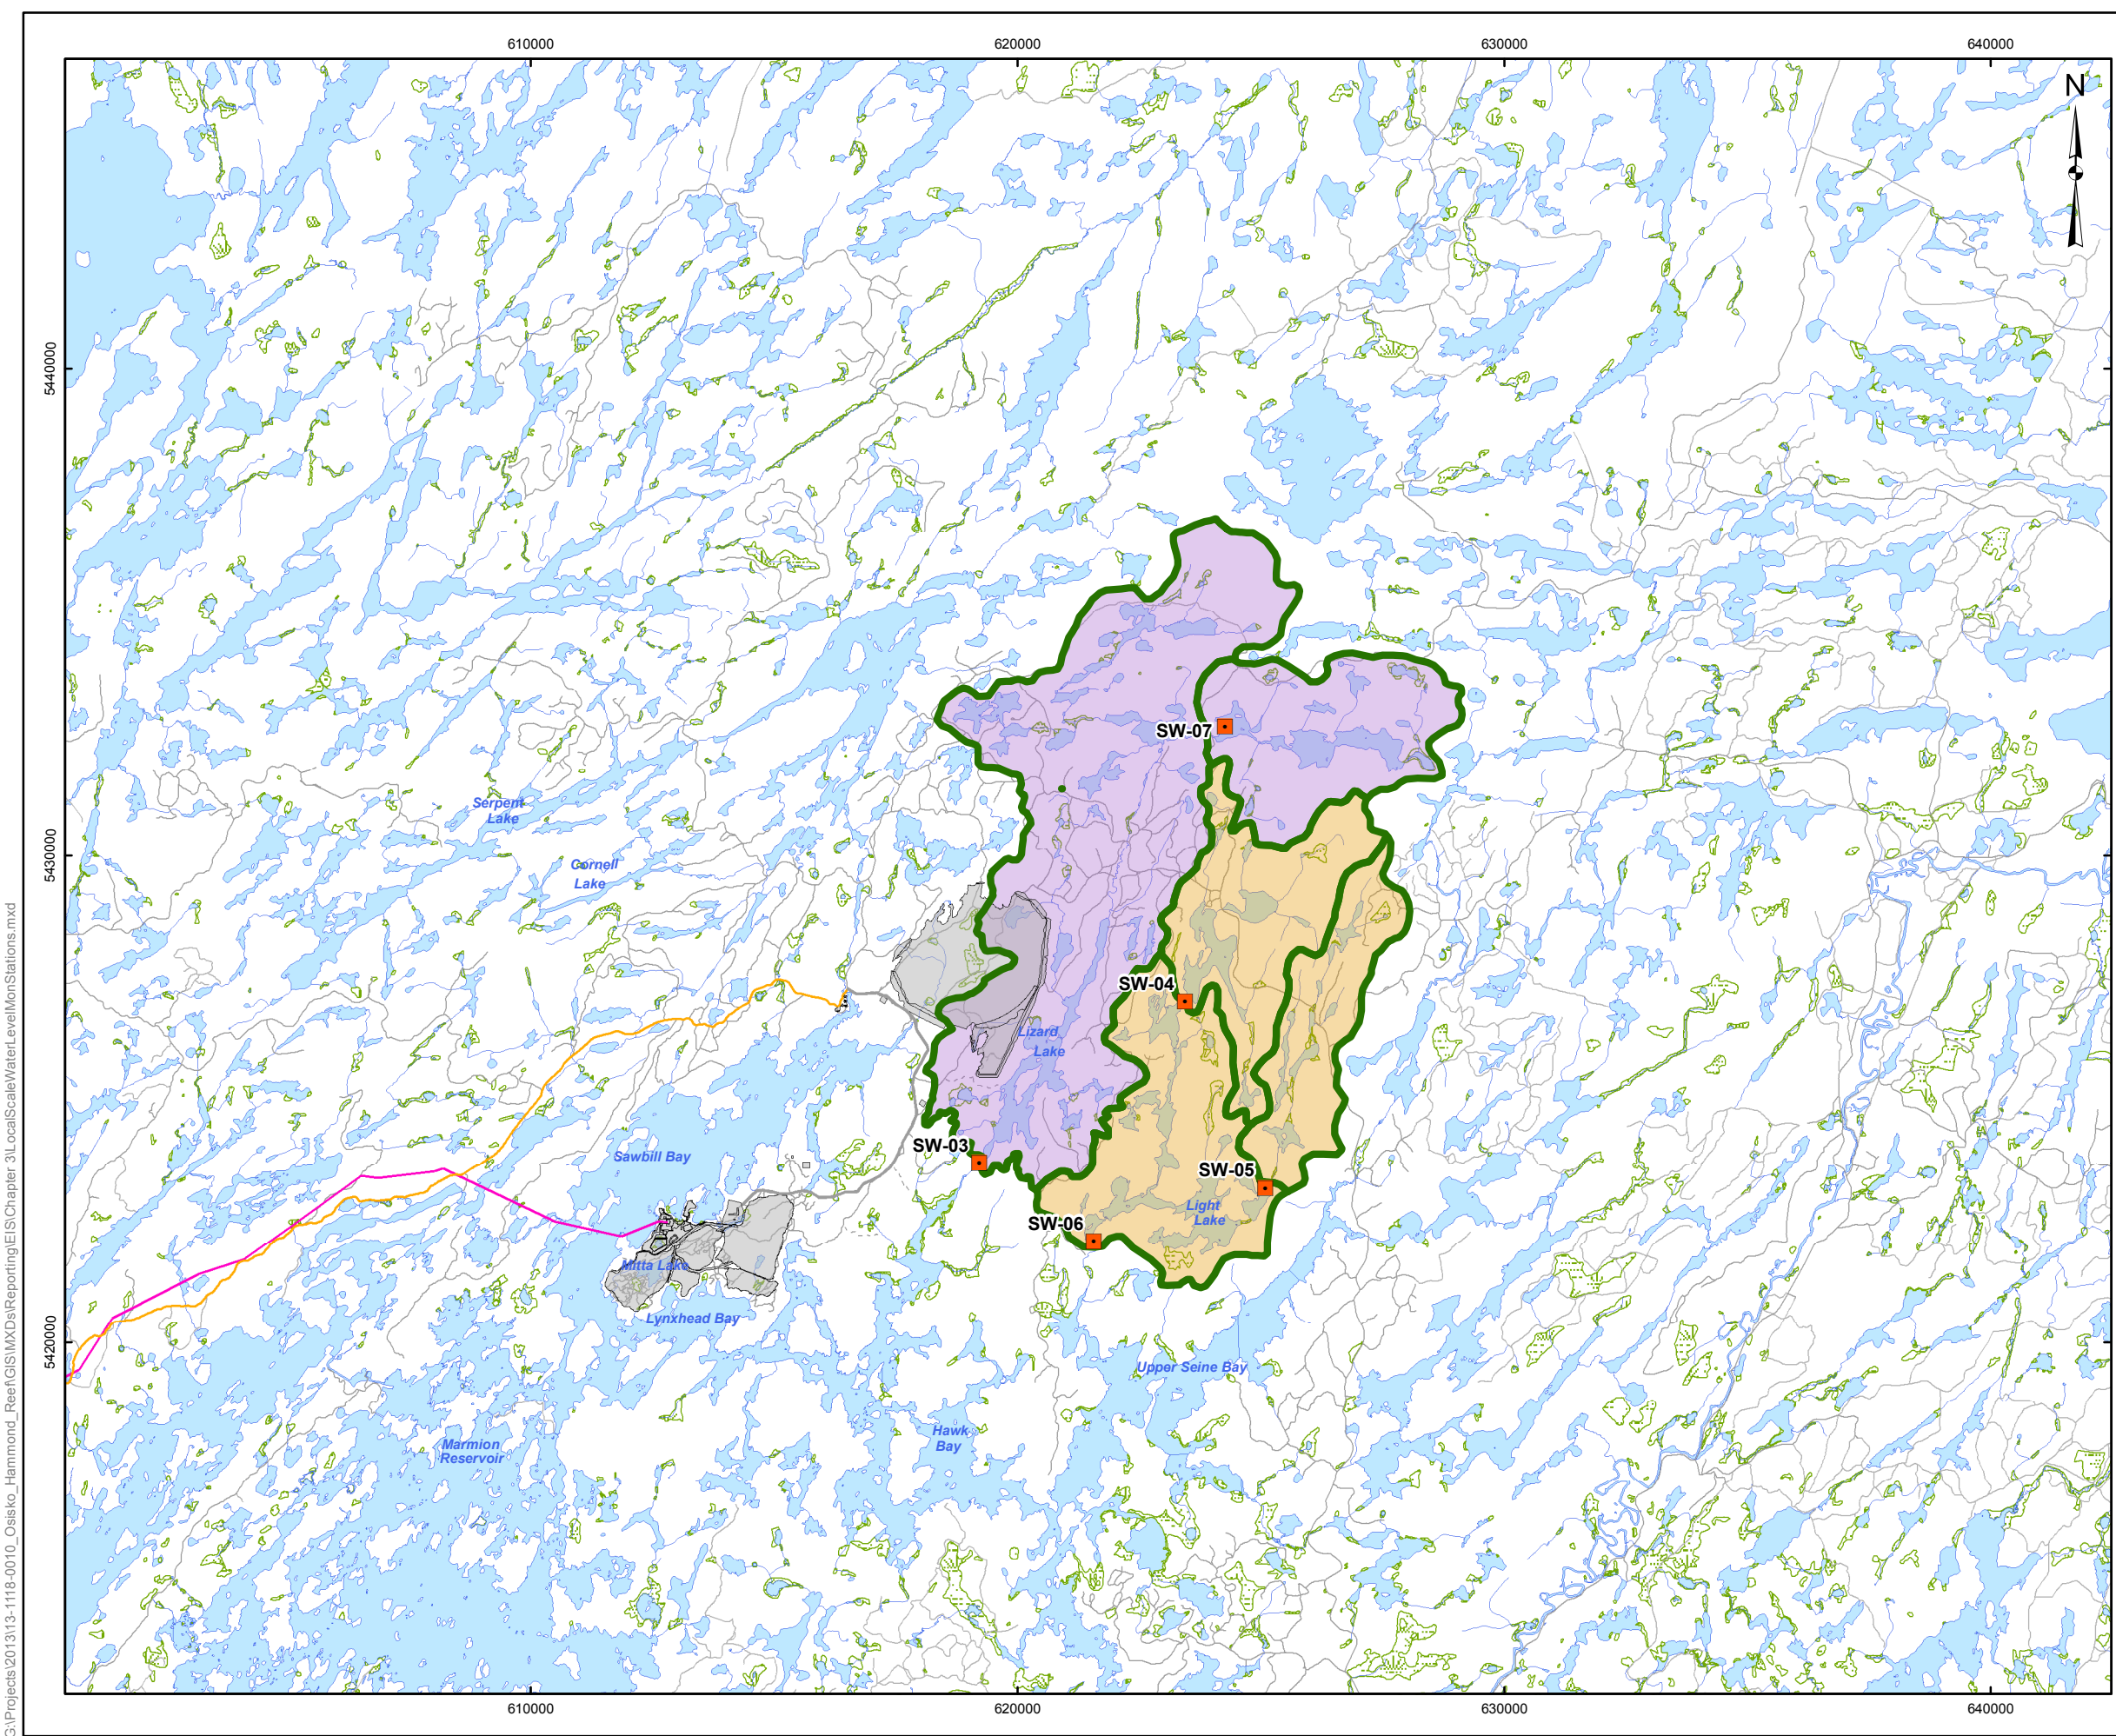 610000
620000
630000
640000
N
5440000
SW-07
Serpent
Lake
Cornell
Lake
5430000
SW-04
Lizard
Lake
SW-03
Sawbill Bay
SW-05
Light
Lake
SW-06
Mitta Lake
Lynxhead Bay
5420000
Upper Seine Bay
Hawk
Bay
Marmion
Reservoir
610000
620000
630000
640000
G:\Projects\2013\13-1118-0010_Osisko_Hammond_Reef\GIS\MXDs\Reporting\EIS\Chapter 3\LocalScaleWaterLevelMonStations.mxd